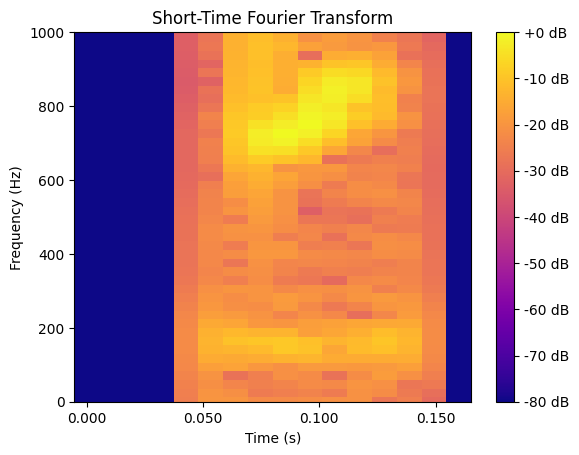 Short-Time Fourier Transform
1000
800
600
400
200
0
Frequency (Hz)
0.000
0.050
0.100
0.150
Time (s)
+0 dB
-10 dB
-20 dB
-30 dB
-40 dB
-50 dB
-60 dB
-70 dB
-80 dB